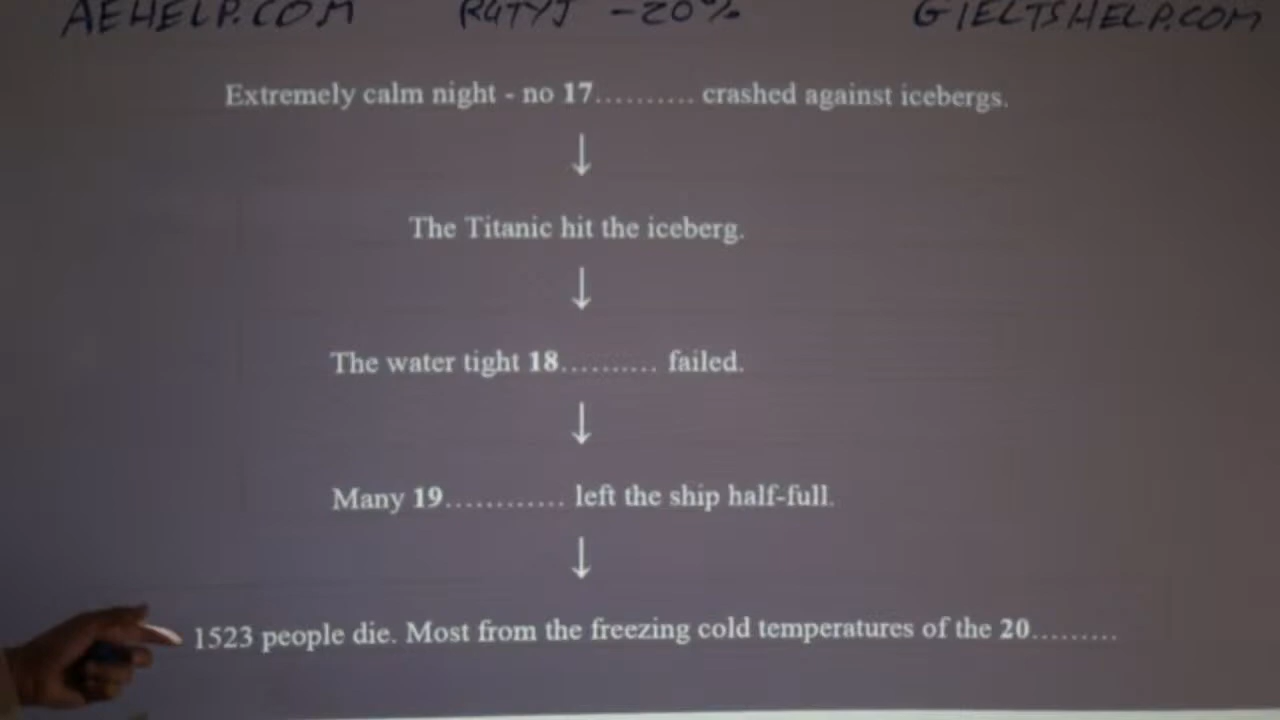 AEHELP.COM R4TYJ -20% GIELTSHELP.COM
Extremely calm night - no 17.......... crashed against icebergs.
↓
The Titanic hit the iceberg.
↓
The water tight 18.......... failed.
↓
Many 19............ left the ship half-full.
↓
1523 people die. Most from the freezing cold temperatures of the 20.........